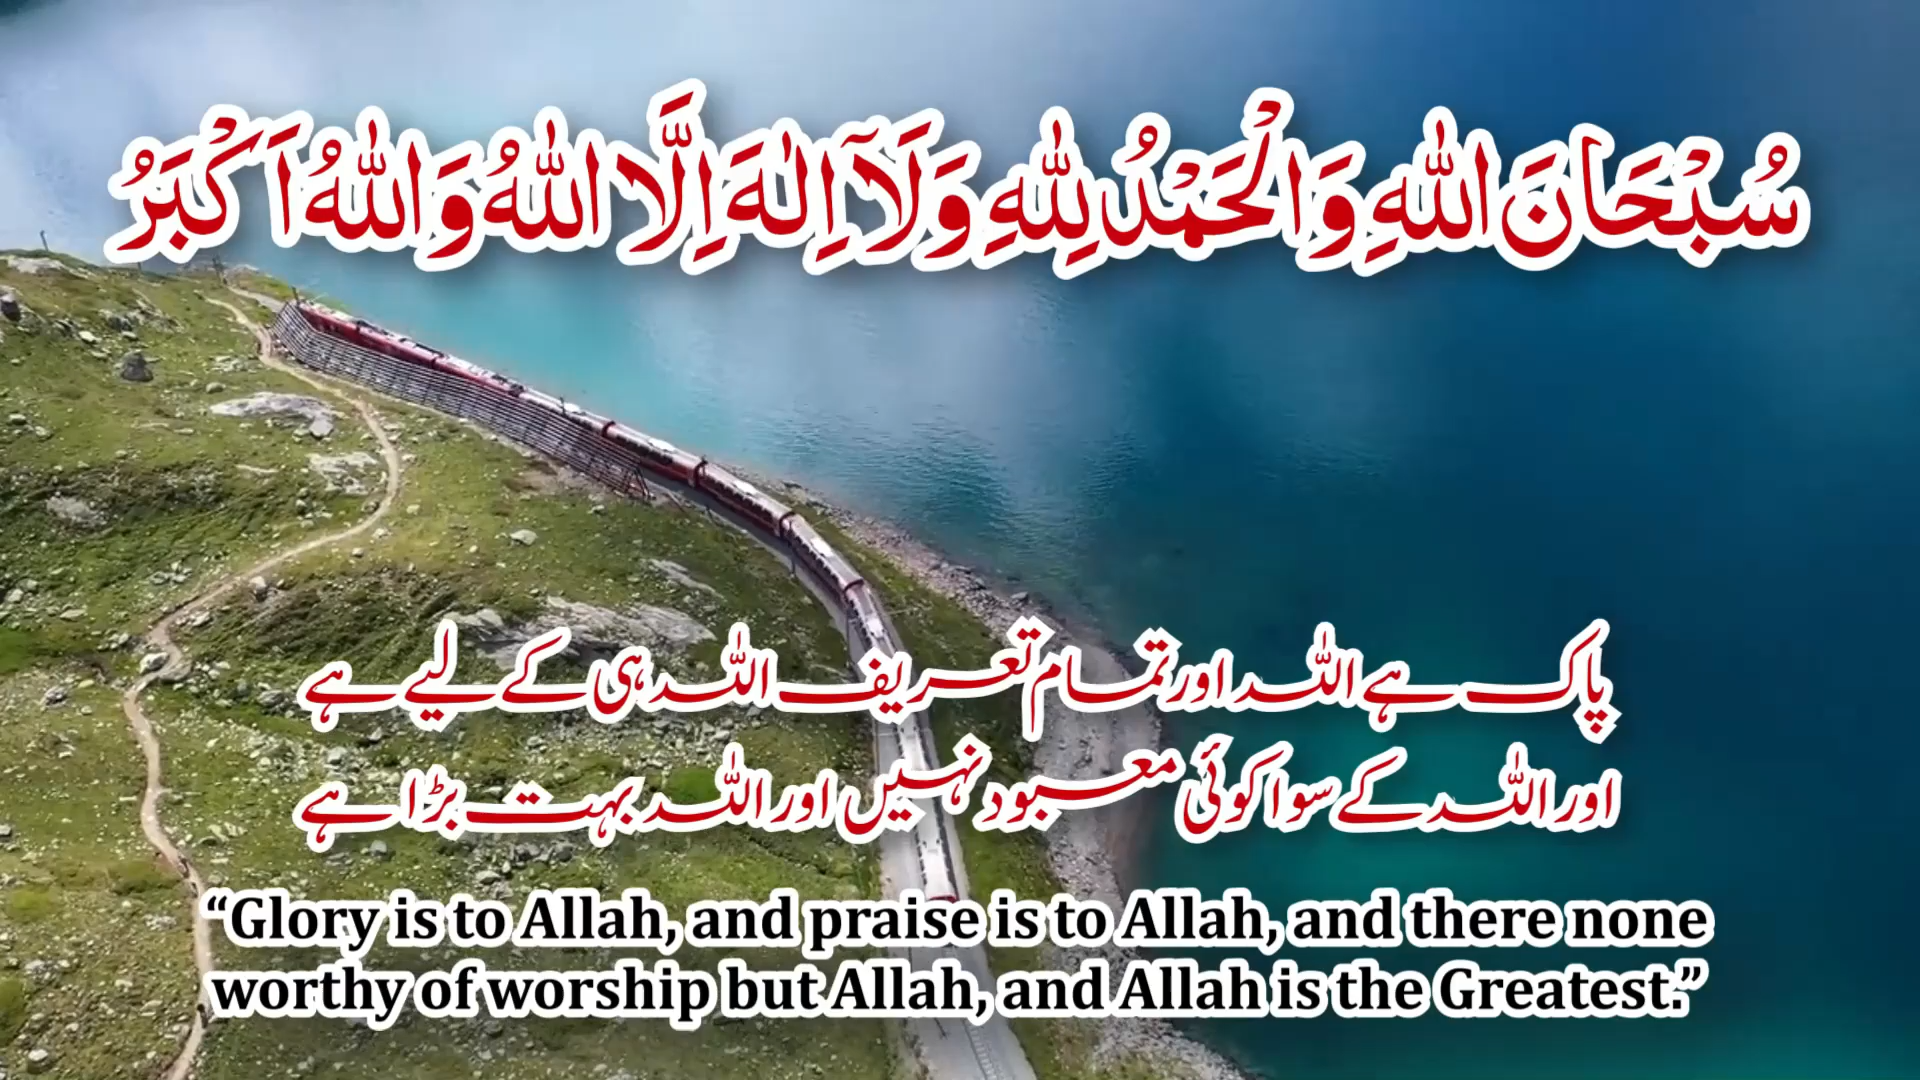 سُبْحَانَ اللّٰهِ وَالْحَمْدُ لِلّٰهِ وَلَآ اِلٰهَ اِلَّا اللّٰهُ وَاللّٰهُ اَكْبَرُ
پاک ہے اللہ اور تمام تعریف اللہ ہی کے لیے ہے
اور اللہ کے سوا کوئی معبود نہیں اور اللہ بہت بڑا ہے
“Glory is to Allah, and praise is to Allah, and there none
worthy of worship but Allah, and Allah is the Greatest.”